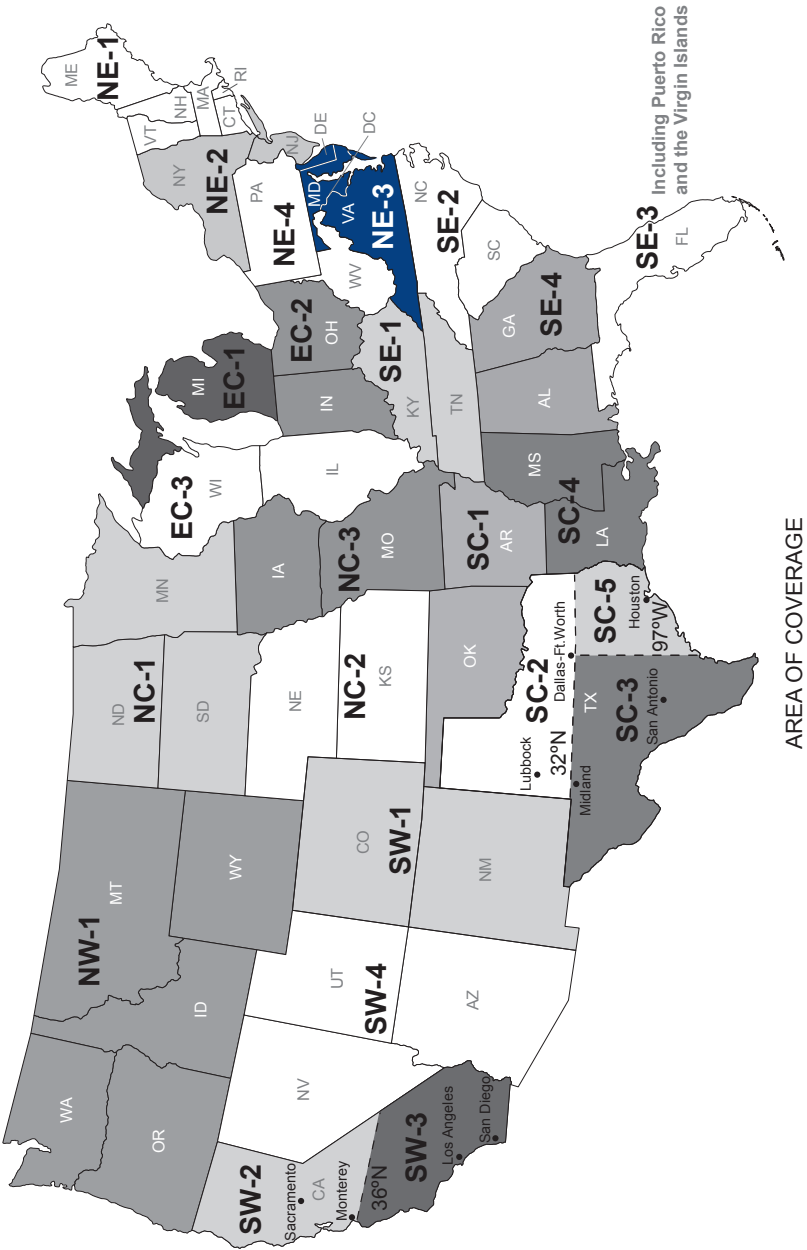 WA
MT
ND
MN
ME
NW-1
NC-1
EC-3
EC-1
MI
VT
NH
NE-1
OR
ID
SD
WI
NY
MA
NE-2
CT
RI
WY
IA
EC-2
PA
NJ
NE-4
NE
IL
IN
OH
MD
DE
DC
NV
UT
CO
NC-2
NC-3
WV
VA
SW-2
SW-4
SW-1
KS
MO
SE-1
KY
NE-3
Sacramento
CA
Monterey
36ºN
AZ
NM
OK
SC-1
AR
TN
NC
SE-2
SC
SW-3
Los Angeles
San Diego
Lubbock
32ºN
SC-2
Dallas-Ft.Worth
MS
AL
GA
SE-4
Midland
TX
SC-5
SC-4
LA
SC-3
San Antonio
Houston
97ºW
SE-3
FL
Including Puerto Rico
and the Virgin Islands
AREA OF COVERAGE